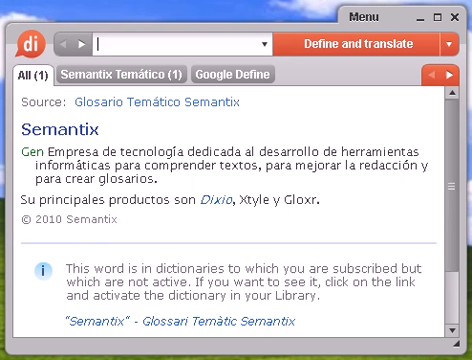 Menu
di
Define and translate
All (1) Semantix Temático (1) Google Define
Source: Glosario Temático Semantix
Semantix
Gen Empresa de tecnología dedicada al desarrollo de herramientas
informáticas para comprender textos, para mejorar la redacción y
para crear glosarios.
Su principales productos son Dixio, Xtyle y Gloxr.
© 2010 Semantix
i
This word is in dictionaries to which you are subscribed but
which are not active. If you want to see it, click on the link
and activate the dictionary in your Library.
"Semantix" - Glossari Temàtic Semantix